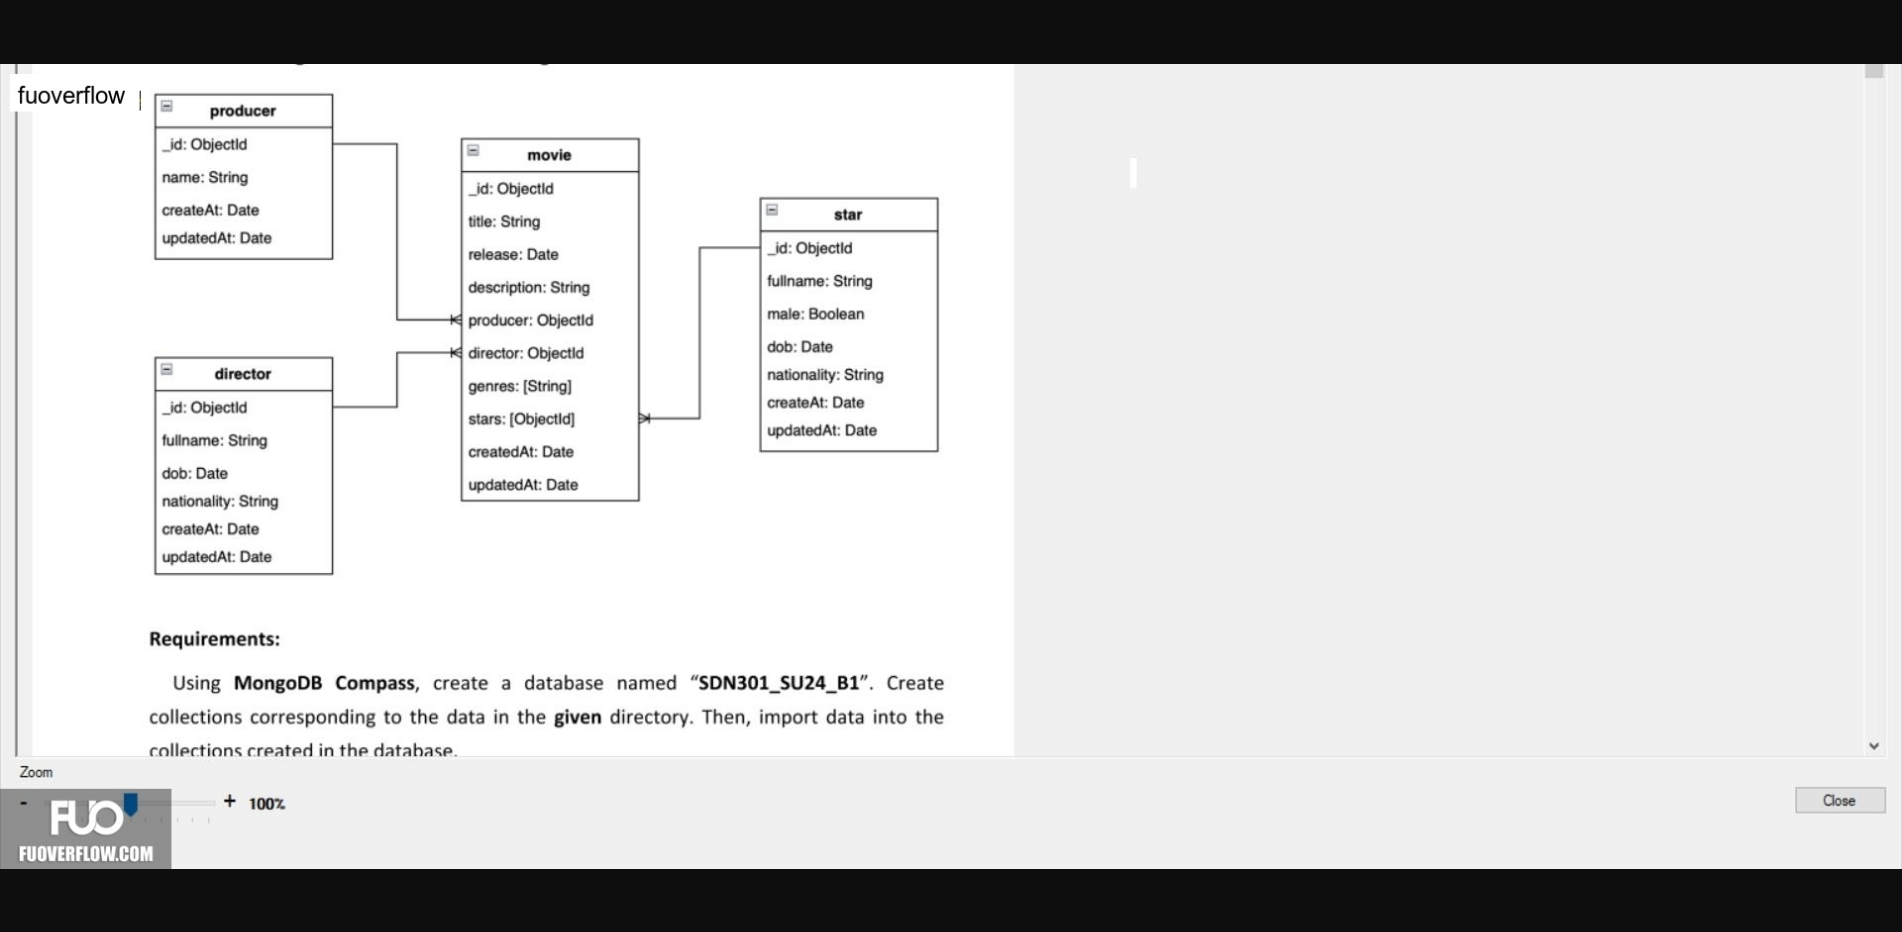 fuoverflow
producer
_id: ObjectId
name: String
createAt: Date
updatedAt: Date
movie
_id: ObjectId
title: String
release: Date
description: String
producer: ObjectId
director: ObjectId
genres: [String]
stars: [ObjectId]
createdAt: Date
updatedAt: Date
star
_id: ObjectId
fullname: String
male: Boolean
dob: Date
nationality: String
createAt: Date
updatedAt: Date
director
_id: ObjectId
fullname: String
dob: Date
nationality: String
createAt: Date
updatedAt: Date
Requirements:
Using MongoDB Compass, create a database named “SDN301_SU24_B1”. Create
collections corresponding to the data in the given directory. Then, import data into the
collections created in the database.
Zoom
- + 100%
Close
FUO
FUOVERFLOW.COM